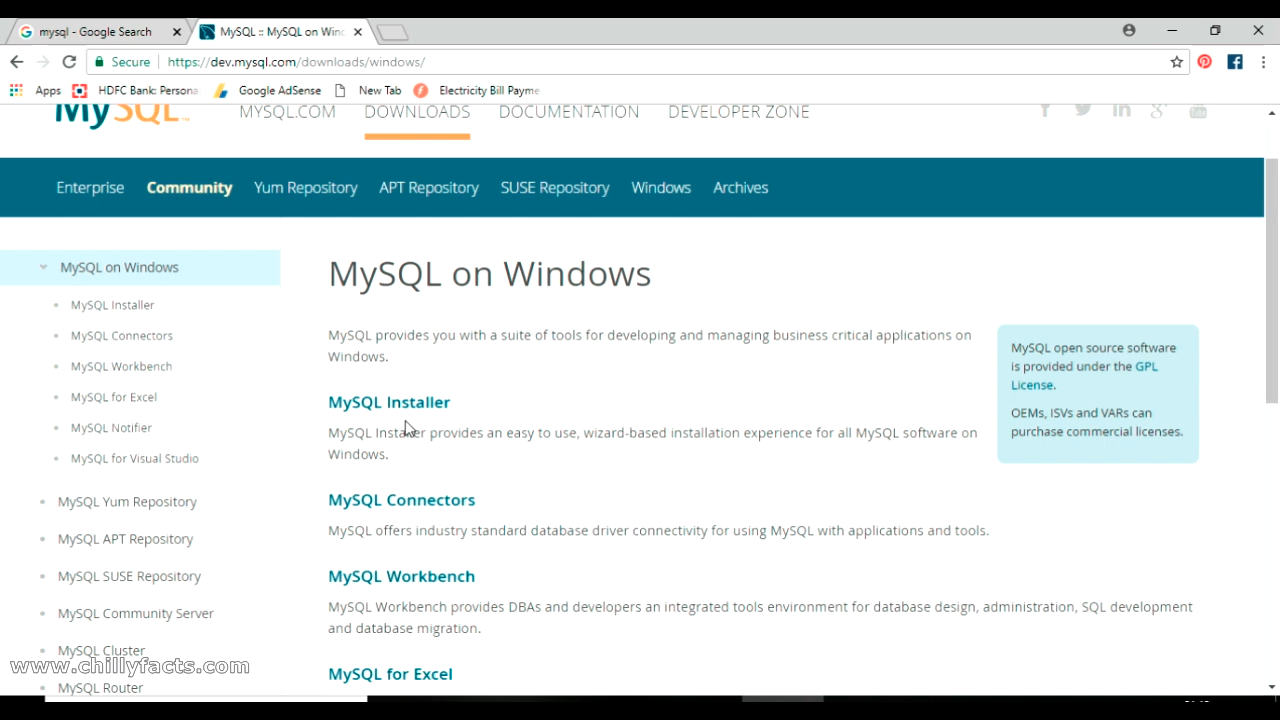 mysql - Google Search
MySQL :: MySQL on Win
Secure https://dev.mysql.com/downloads/windows/
Apps HDFC Bank: Persona Google AdSense New Tab Electricity Bill Payme
MySQL MYSQL.COM DOWNLOADS DOCUMENTATION DEVELOPER ZONE
Enterprise Community Yum Repository APT Repository SUSE Repository Windows Archives
MySQL on Windows
MySQL Installer
MySQL Connectors
MySQL Workbench
MySQL for Excel
MySQL Notifier
MySQL for Visual Studio
MySQL Yum Repository
MySQL APT Repository
MySQL SUSE Repository
MySQL Community Server
MySQL Cluster
MySQL Router
MySQL on Windows
MySQL provides you with a suite of tools for developing and managing business critical applications on
Windows.
MySQL Installer
MySQL Installer provides an easy to use, wizard-based installation experience for all MySQL software on
Windows.
MySQL Connectors
MySQL offers industry standard database driver connectivity for using MySQL with applications and tools.
MySQL Workbench
MySQL Workbench provides DBAs and developers an integrated tools environment for database design, administration, SQL development
and database migration.
MySQL for Excel
MySQL open source software
is provided under the GPL
License.
OEMs, ISVs and VARs can
purchase commercial licenses.
www.chillyfacts.com